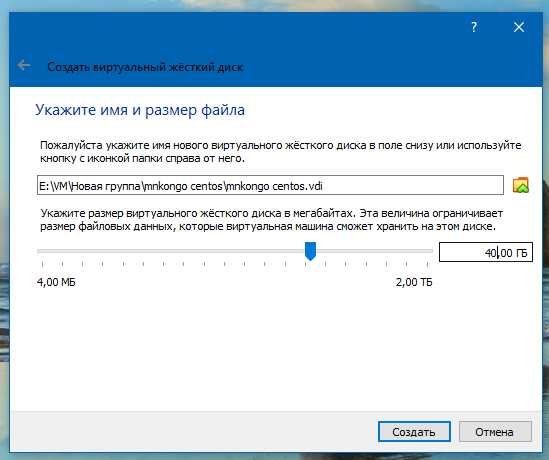 ?
Создать виртуальный жёсткий диск
Укажите имя и размер файла
Пожалуйста укажите имя нового виртуального жёсткого диска в поле снизу или используйте
кнопку с иконкой папки справа от него.
E:\VM\Новая группа\mnkongo centos\mnkongo centos.vdi
Укажите размер виртуального жёсткого диска в мегабайтах. Эта величина ограничивает
размер файловых данных, которые виртуальная машина сможет хранить на этом диске.
40,00 ГБ
4,00 МБ
2,00 ТБ
Создать
Отмена